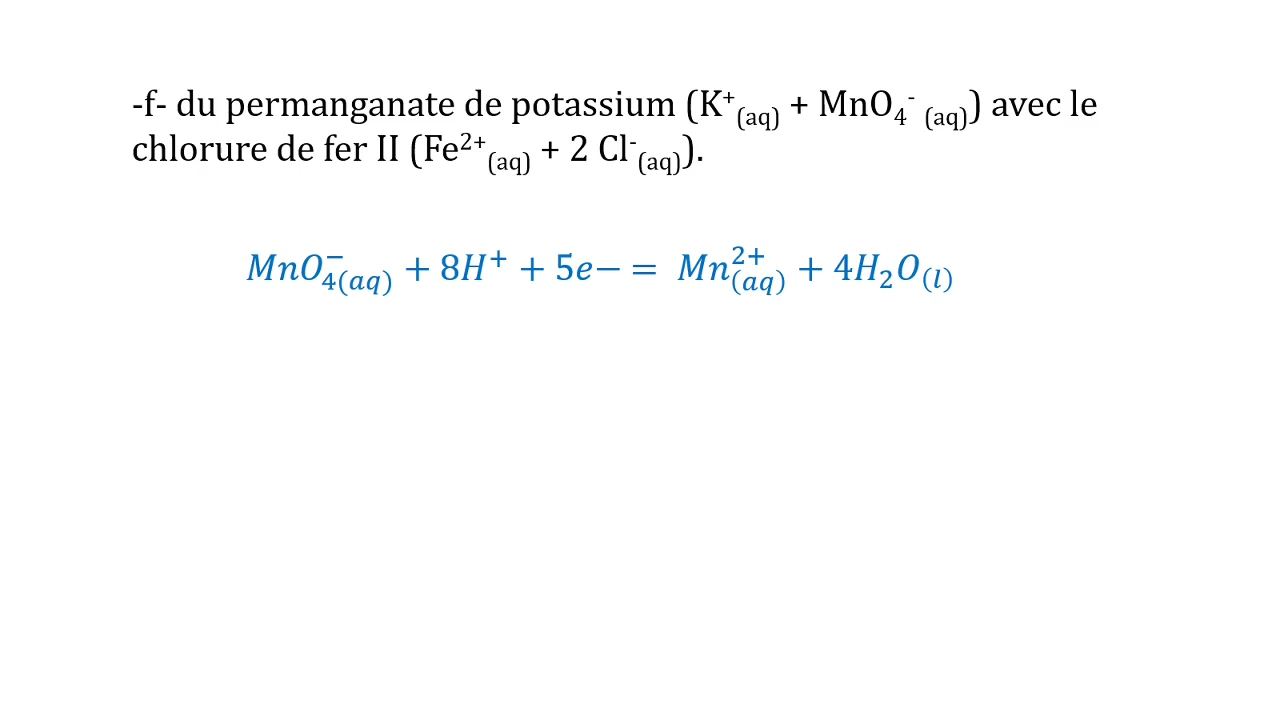 -f- du permanganate de potassium (K⁺₍aq₎ + MnO₄⁻ ₍aq₎) avec le
chlorure de fer II (Fe²⁺₍aq₎ + 2 Cl⁻₍aq₎).
MnO₄⁻₍aq₎ + 8H⁺ + 5e− = Mn²⁺₍aq₎ + 4H₂O₍l₎